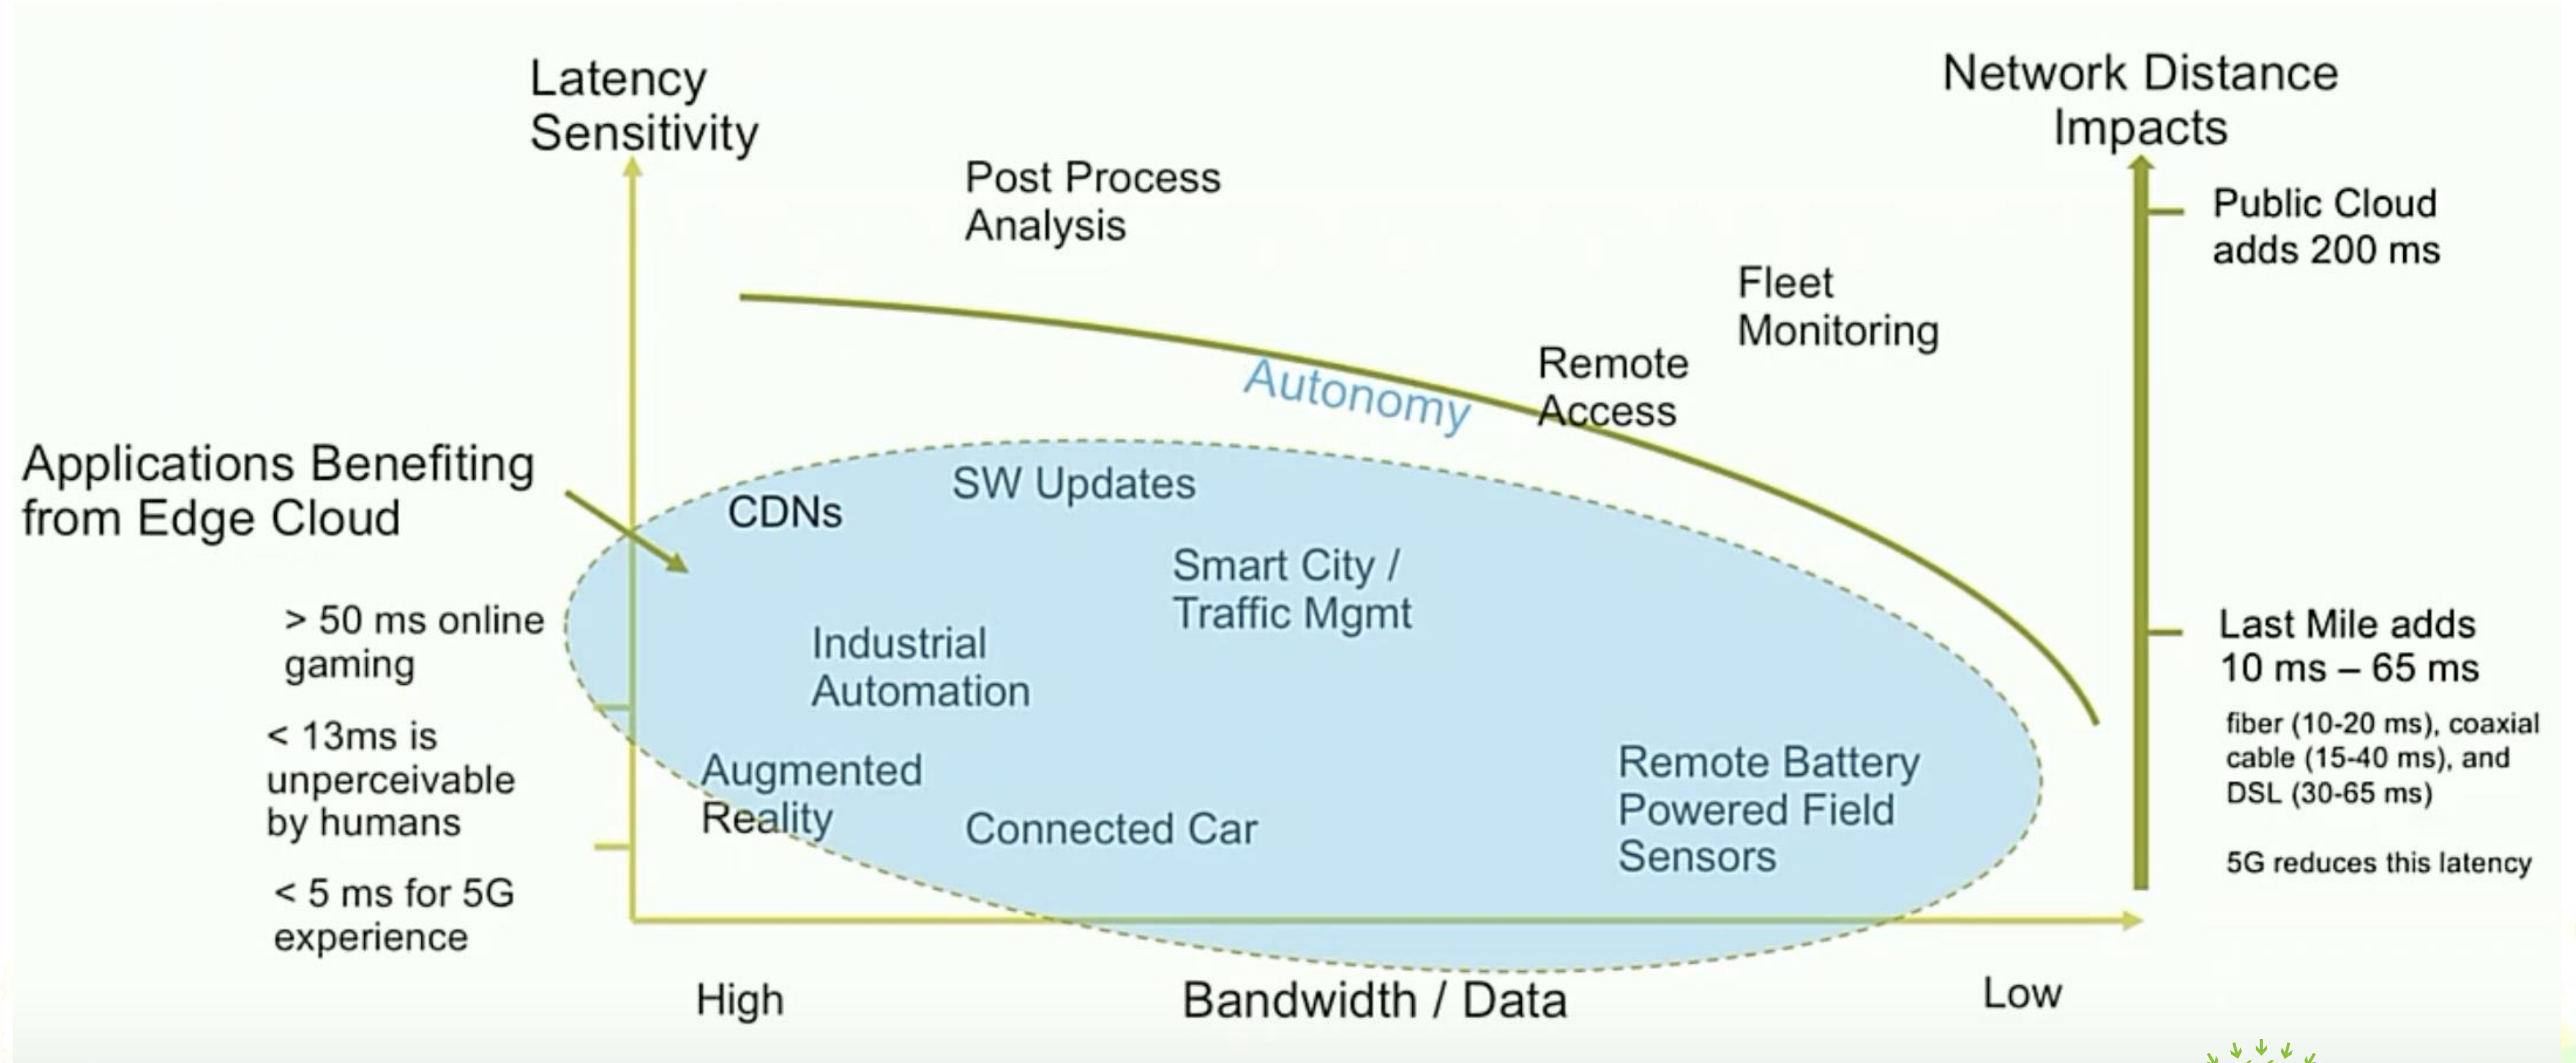 Latency
Sensitivity
Network Distance
Impacts
Post Process
Analysis
Public Cloud
adds 200 ms
Fleet
Monitoring
Remote
Access
Autonomy
Applications Benefiting
from Edge Cloud
SW Updates
CDNs
Smart City /
Traffic Mgmt
> 50 ms online
gaming
Industrial
Automation
Last Mile adds
10 ms – 65 ms
fiber (10-20 ms), coaxial
cable (15-40 ms), and
DSL (30-65 ms)
5G reduces this latency
< 13ms is
unperceivable
by humans
Augmented
Reality
Connected Car
Remote Battery
Powered Field
Sensors
< 5 ms for 5G
experience
High
Bandwidth / Data
Low